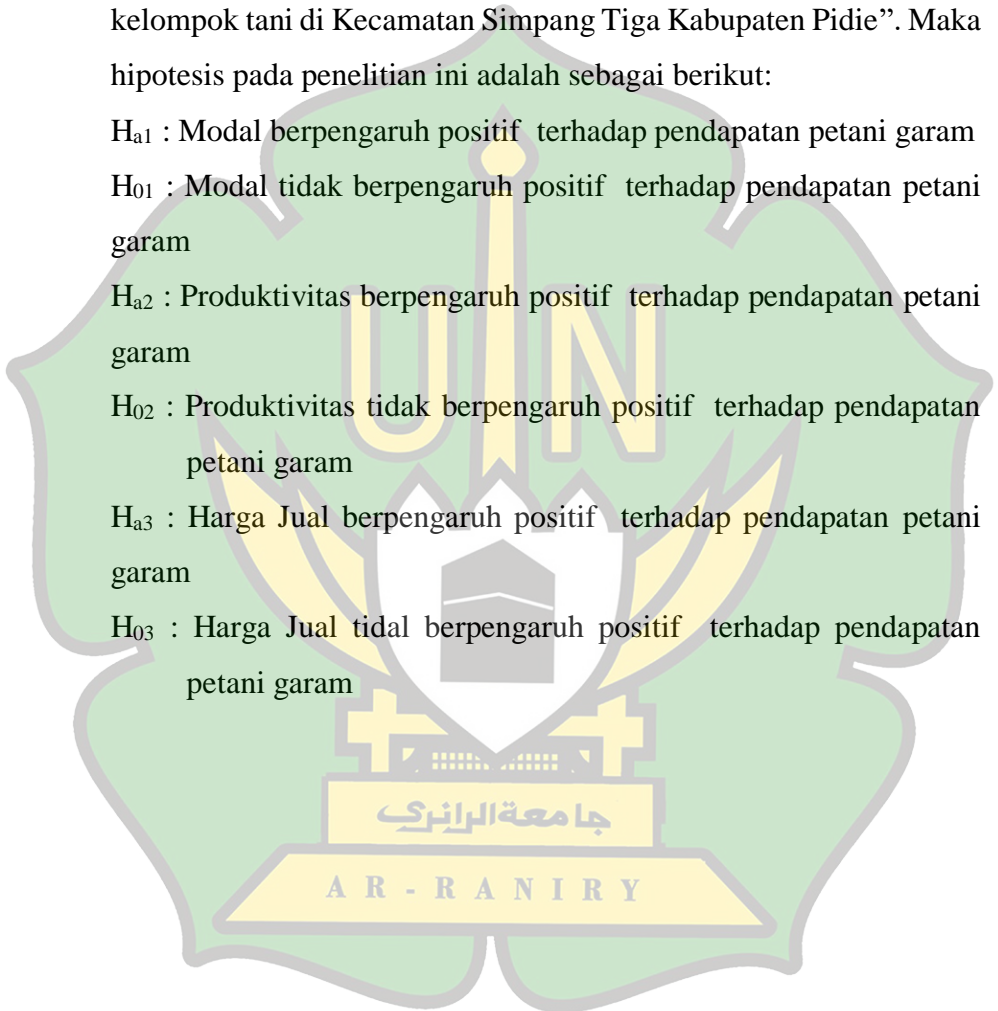 kelompok tani di Kecamatan Simpang Tiga Kabupaten Pidie”. Maka
hipotesis pada penelitian ini adalah sebagai berikut:
Ha1 : Modal berpengaruh positif terhadap pendapatan petani garam
H01 : Modal tidak berpengaruh positif terhadap pendapatan petani
garam
Ha2 : Produktivitas berpengaruh positif terhadap pendapatan petani
garam
H02 : Produktivitas tidak berpengaruh positif terhadap pendapatan
petani garam
Ha3 : Harga Jual berpengaruh positif terhadap pendapatan petani
garam
H03 : Harga Jual tidal berpengaruh positif terhadap pendapatan
petani garam
UIN
جامعة الرانري
AR-RANIRY